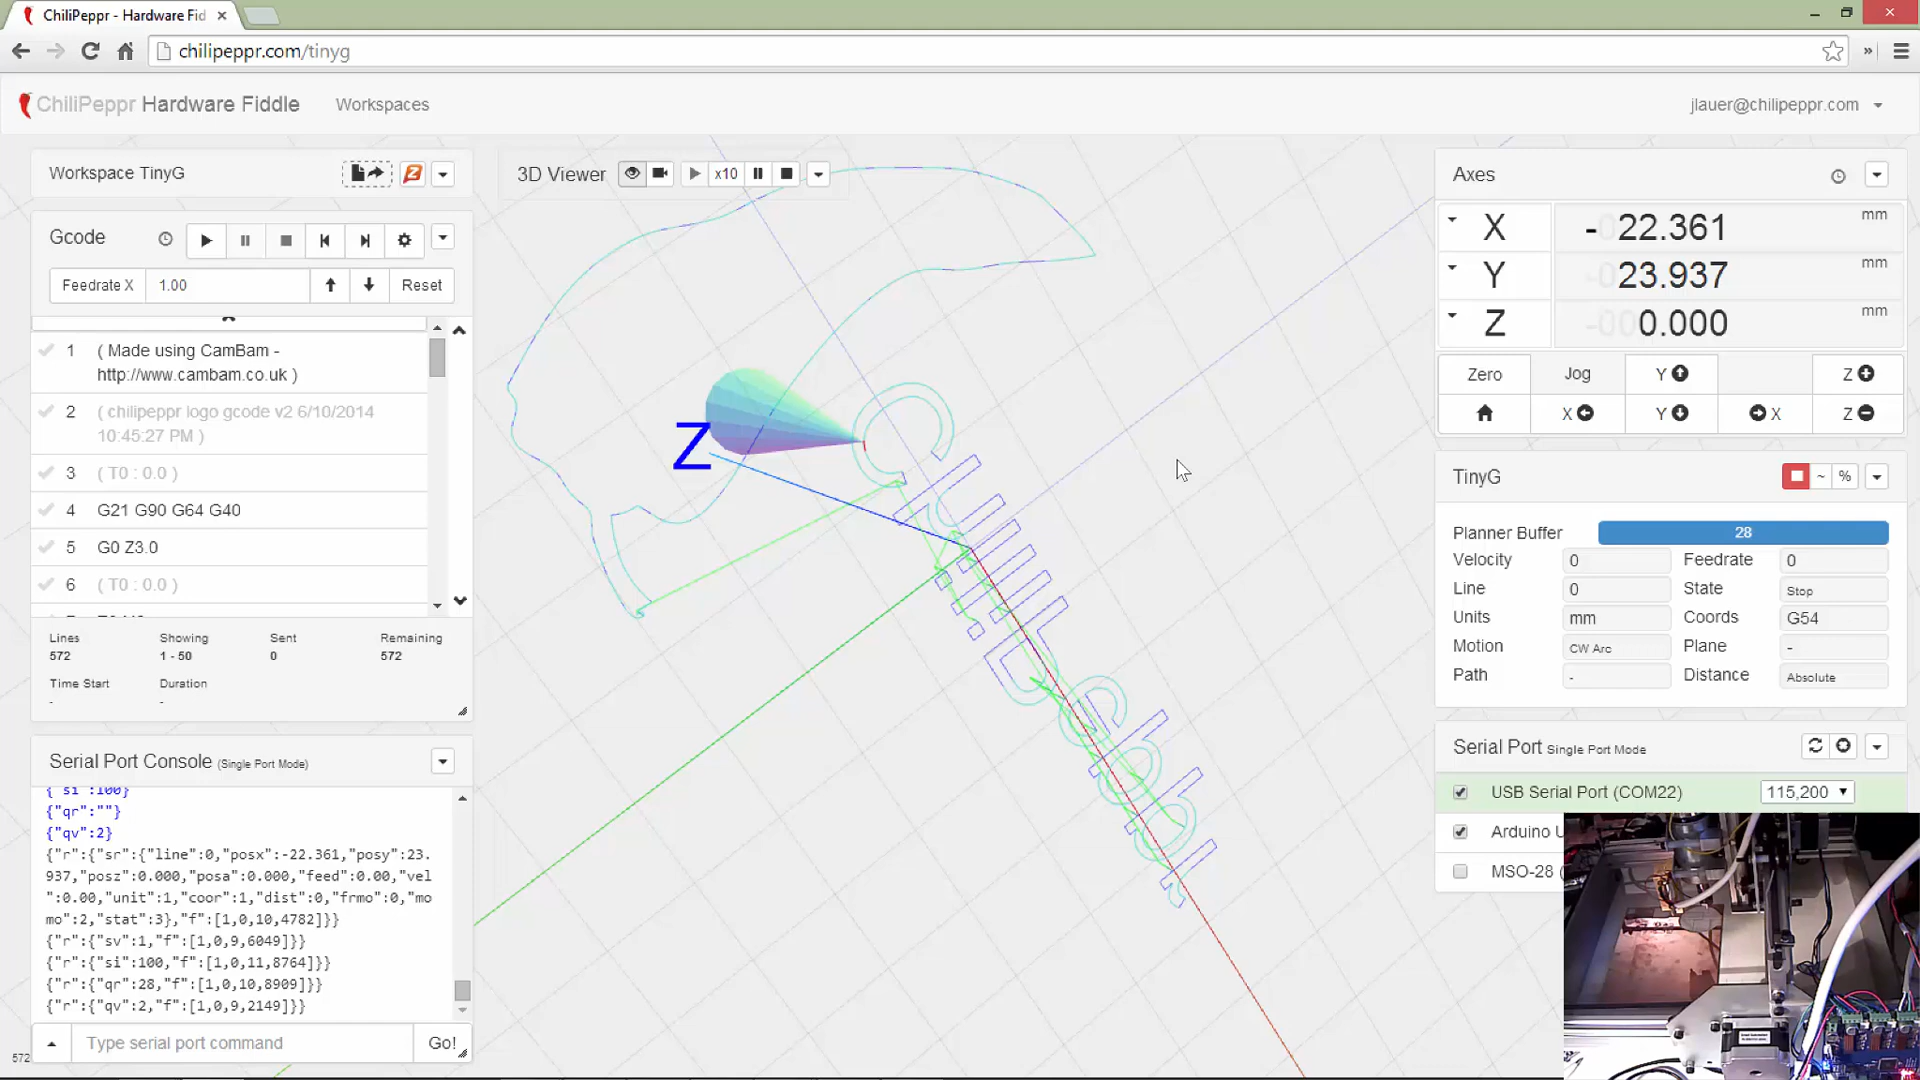 ChiliPeppr - Hardware Fid
chilipeppr.com/tinyg
ChiliPeppr Hardware Fiddle
Workspaces
jlauer@chilipeppr.com
Workspace TinyG
Gcode
Feedrate X
1.00
Reset
1 ( Made using CamBam -
http://www.cambam.co.uk )
2 ( chilipeppr logo gcode v2 6/10/2014
10:45:27 PM )
3 ( T0 : 0.0 )
4 G21 G90 G64 G40
5 G0 Z3.0
6 ( T0 : 0.0 )
Lines Showing Sent Remaining
572 1 - 50 0 572
Time Start Duration
- -
Serial Port Console (Single Port Mode)
{"si":100}
{"qr":""}
{"qv":2}
{"r":{"sr":{"line":0,"posx":-22.361,"posy":23.
937,"posz":0.000,"posa":0.000,"feed":0.00,"vel
":0.00,"unit":1,"coor":1,"dist":0,"frmo":0,"mo
mo":2,"stat":3},"f":[1,0,10,4782]}}
{"r":{"sv":1,"f":[1,0,9,6049]}}
{"r":{"si":100,"f":[1,0,11,8764]}}
{"r":{"qr":28,"f":[1,0,10,8909]}}
{"r":{"qv":2,"f":[1,0,9,2149]}}
Type serial port command
Go!
572
3D Viewer
x10
Z
Axes
X -22.361 mm
Y 23.937 mm
Z 0.000 mm
Zero Jog Y Z
X Y X Z
TinyG
~ %
Planner Buffer 28
Velocity 0 Feedrate 0
Line 0 State Stop
Units mm Coords G54
Motion CW Arc Plane -
Path - Distance Absolute
Serial Port Single Port Mode
USB Serial Port (COM22) 115,200
Arduino
MSO-28